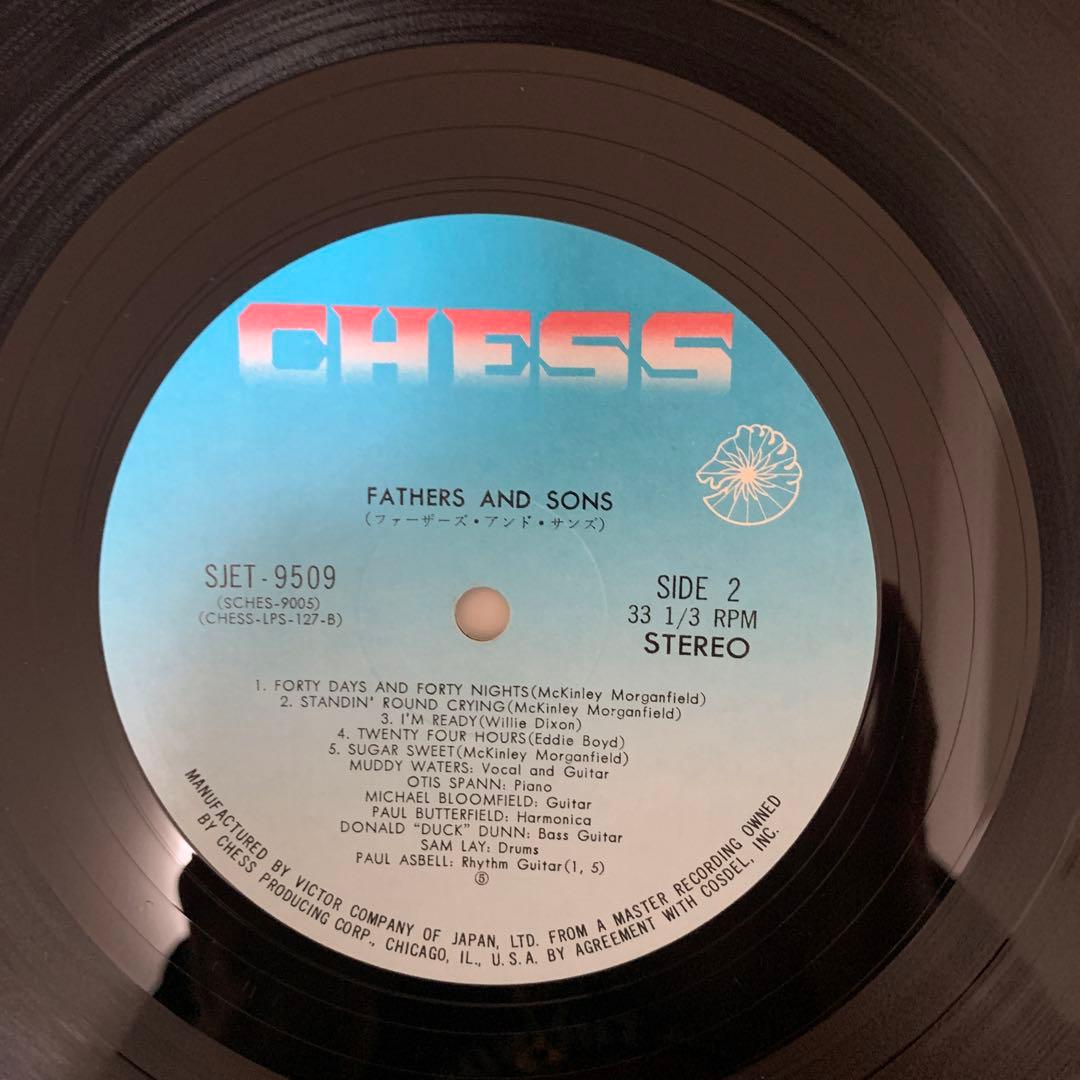 CHESS
FATHERS AND SONS
(ファーザーズ・アンド・サンズ)
SJET-9509
(SCHES-9005)
(CHESS-LPS-127-B)
SIDE 2
33 1/3 RPM
STEREO
1. FORTY DAYS AND FORTY NIGHTS(McKinley Morganfield)
2. STANDIN' ROUND CRYING(McKinley Morganfield)
3. I'M READY(Willie Dixon)
4. TWENTY FOUR HOURS(Eddie Boyd)
5. SUGAR SWEET(McKinley Morganfield)
MUDDY WATERS: Vocal and Guitar
OTIS SPANN: Piano
MICHAEL BLOOMFIELD: Guitar
PAUL BUTTERFIELD: Harmonica
DONALD "DUCK" DUNN: Bass Guitar
SAM LAY: Drums
PAUL ASBELL: Rhythm Guitar(1, 5)
⑤
MANUFACTURED BY VICTOR COMPANY OF JAPAN, LTD. FROM A MASTER RECORDING OWNED
BY CHESS PRODUCING CORP., CHICAGO, IL., U.S.A. BY AGREEMENT WITH COSDEL, INC.